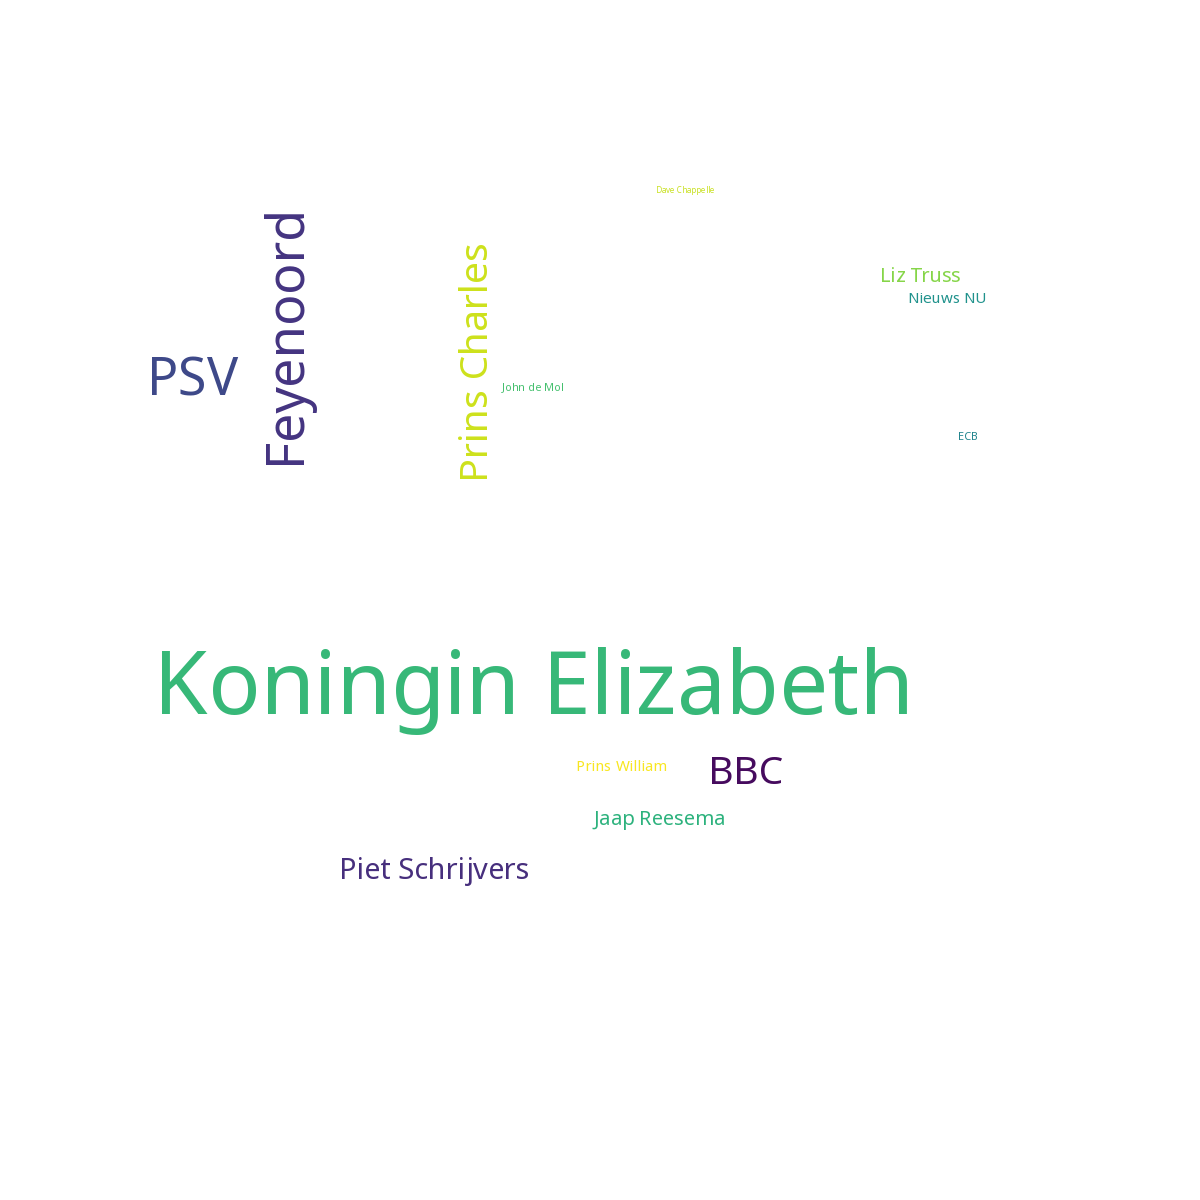 Dave Chappelle
Feyenoord
Prins Charles
Liz Truss
Nieuws NU
PSV
John de Mol
ECB
Koningin Elizabeth
Prins William
BBC
Jaap Reesema
Piet Schrijvers